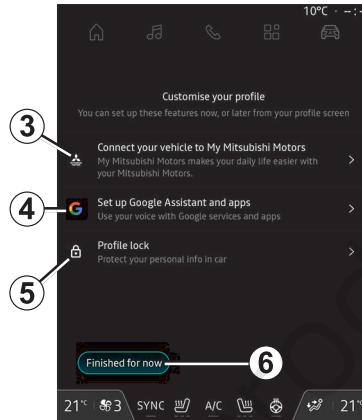 10°C · --:-
Customise your profile
You can set up these features now, or later from your profile screen
3
Connect your vehicle to My Mitsubishi Motors
My Mitsubishi Motors makes your daily life easier with
your Mitsubishi Motors.
4
Set up Google Assistant and apps
Use your voice with Google services and apps
Profile lock
Protect your personal info in car
5
Finished for now
6
21°C 3 SYNC A/C 21°